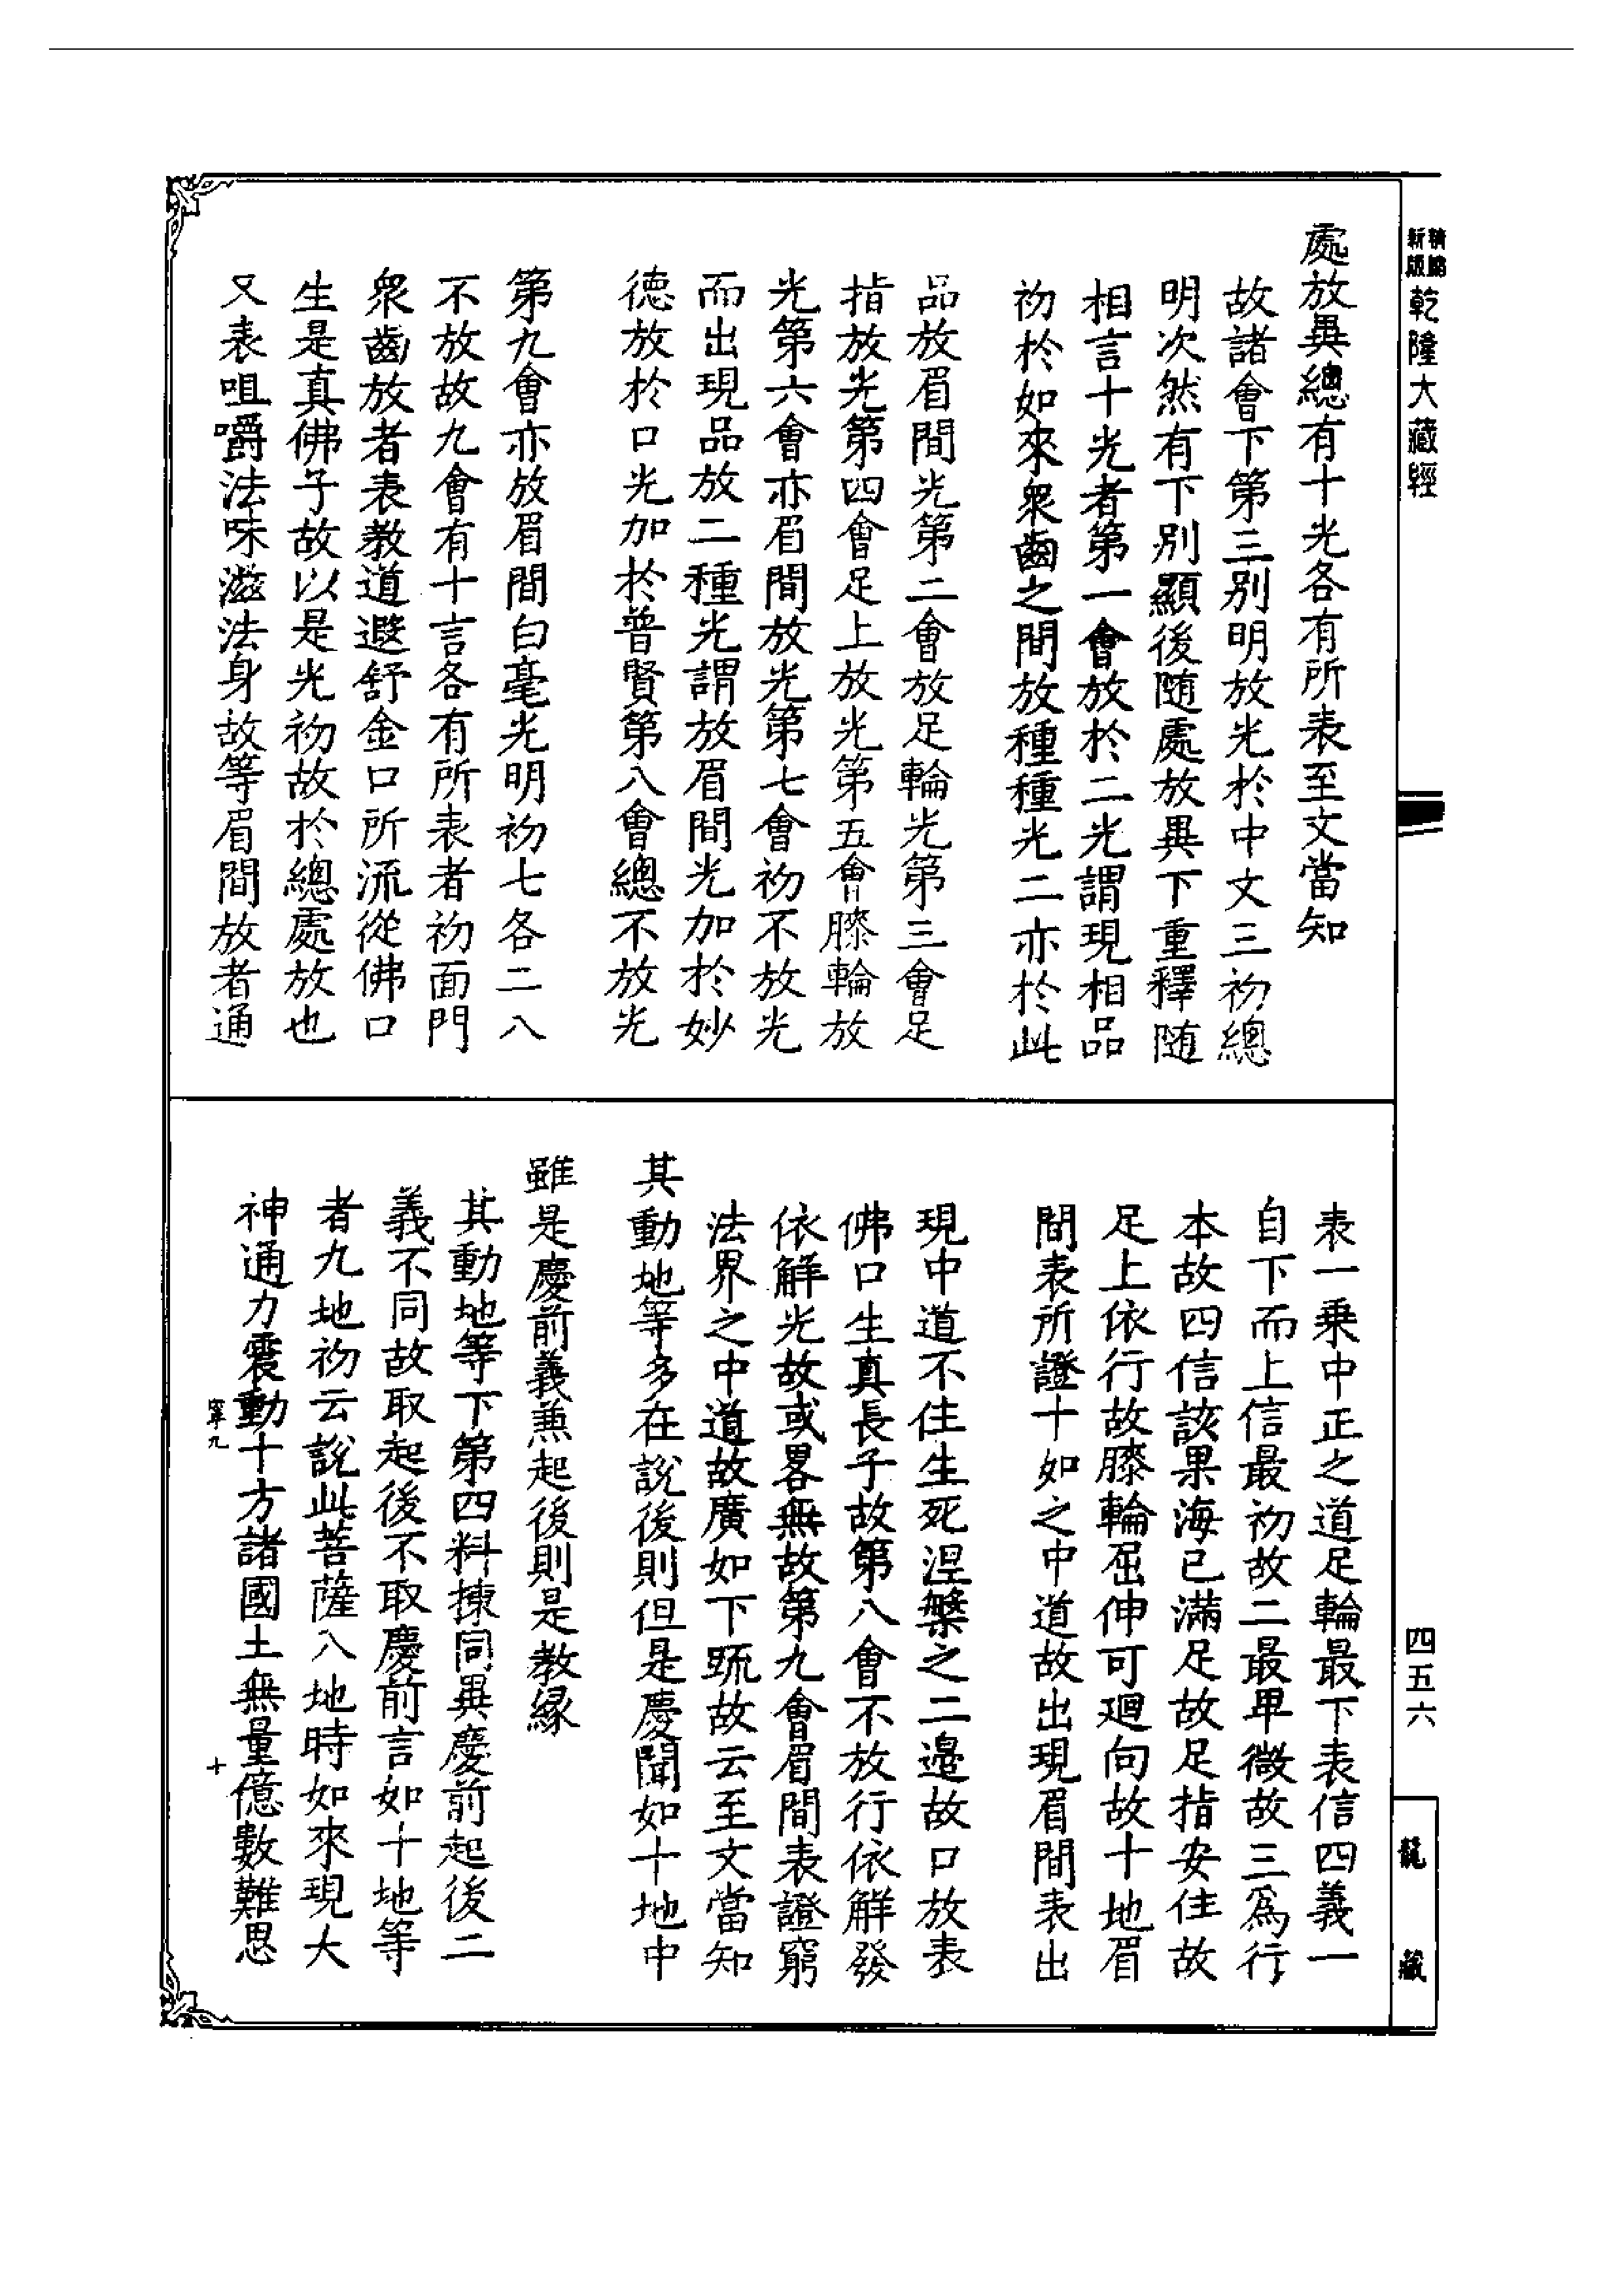 精縮
新版
乾隆大藏經
四五六
龍藏
處放異總有十光各有所表至文當知
故諸會下第三別明放光於中文三初總
明次然有下別顯後隨處放異下重釋隨
相言十光者第一會放於二光謂現相品
初於如來衆齒之間放種種光二亦於此
品放眉間光第二會放足輪光第三會足
指放光第四會足上放光第五會膝輪放
光第六會亦眉間放光第七會初不放光
而出現品放二種光謂放眉間光加於妙
德放於口光加於普賢第八會總不放光
第九會亦放眉間白毫光明初七各二八
不放故九會有十言各有所表者初面門
衆齒放者表教道遐舒金口所流從佛口
生是真佛子故以是光初故於總處放也
又表咀嚼法味滋法身故等眉間放者通
表一乗中正之道足輪最下表信四義一
自下而上信最初故二最卑微故三為行
本故四信該果海已滿足故足指安住故
足上依行故膝輪屈伸可迴向故十地眉
間表所證十如之中道故出現眉間表出
現中道不住生死涅槃之二邊故口放表
佛口生真長子故第八會不放行依解發
依解光故或畧無故第九會眉間表證窮
法界之中道故廣如下䟽故云至文當知
其動地等多在說後則但是慶聞如十地中
雖是慶前義兼起後則是教緣
其動地等下第四料揀同異慶前起後二
義不同故取起後不取慶前言如十地等
者九地初云說此菩薩八地時如來現大
神通力震動十方諸國土無量億數難思
寧九
十